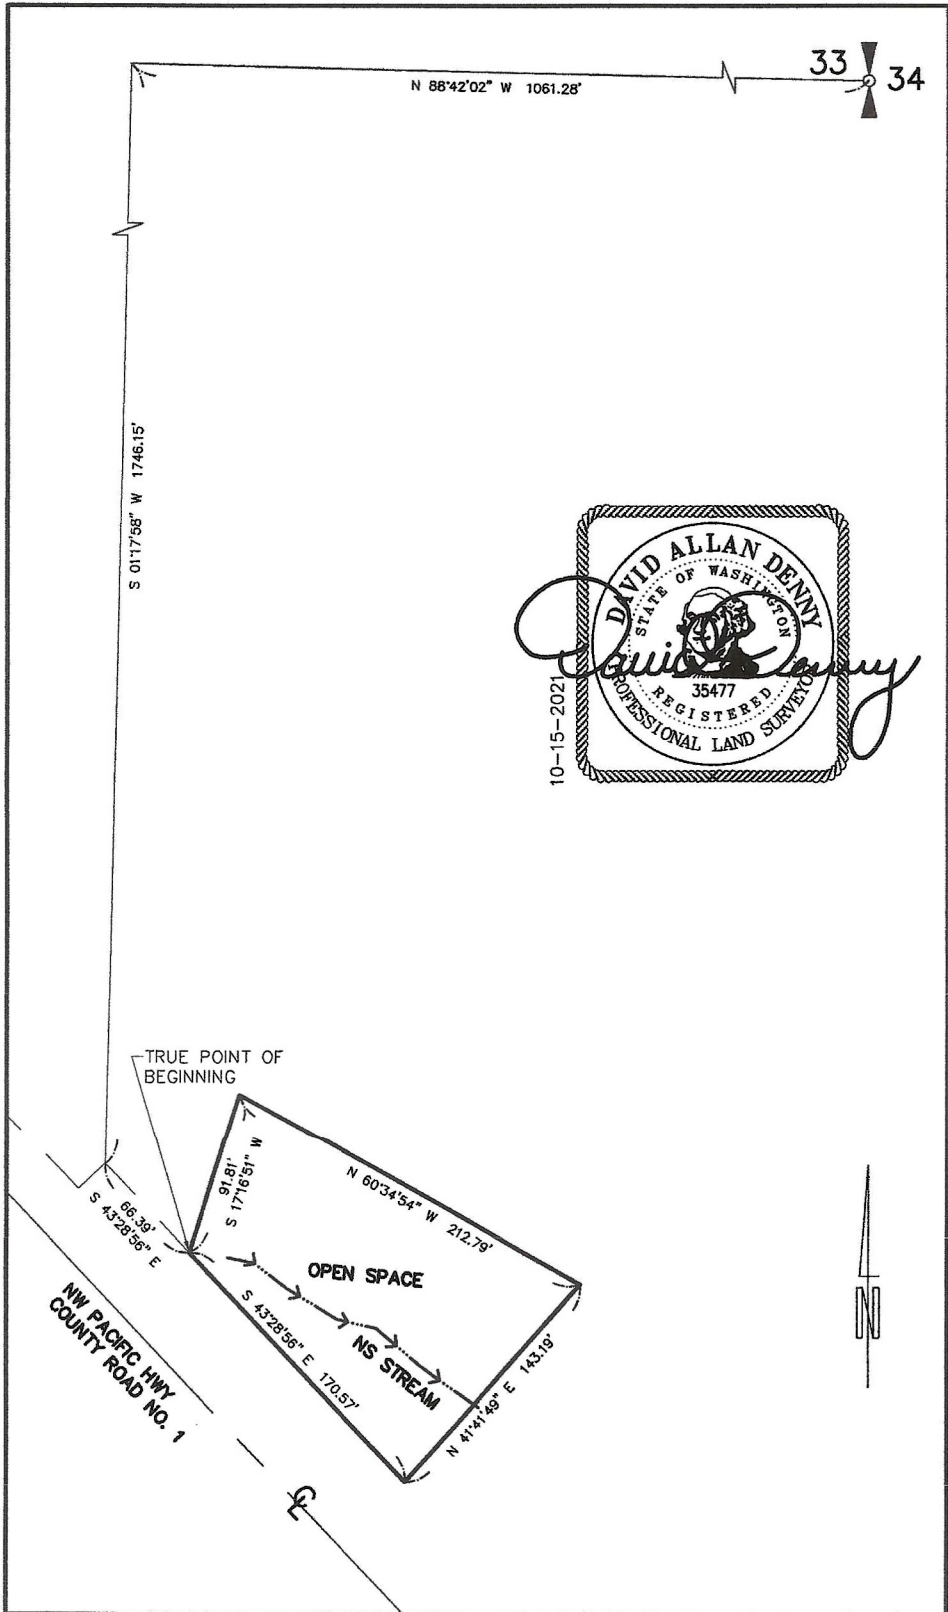 33
34
N 88°42'02" W 1061.28'
S 01°17'58" W 1746.15'
DAVID ALLAN DENNY
STATE OF WASHINGTON
David Denny
35477
REGISTERED
PROFESSIONAL LAND SURVEYOR
10-15-2021
TRUE POINT OF
BEGINNING
91.81'
S 17°16'51" W
N 60°34'54" W 212.79'
66.39'
S 43°28'56" E
OPEN SPACE
S 43°28'56" E 170.57'
NS STREAM
N 41°41'49" E 143.19'
NW PACIFIC HWY
COUNTY ROAD NO. 1
CL
N